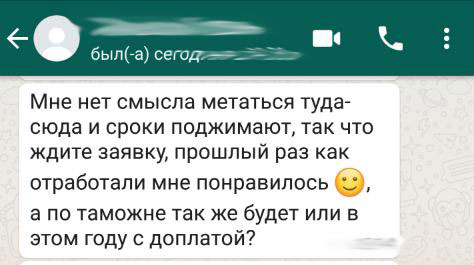 был(-а) сегод
Мне нет смысла метаться туда-
сюда и сроки поджимают, так что
ждите заявку, прошлый раз как
отработали мне понравилось 🙂,
а по таможне так же будет или в
этом году с доплатой?